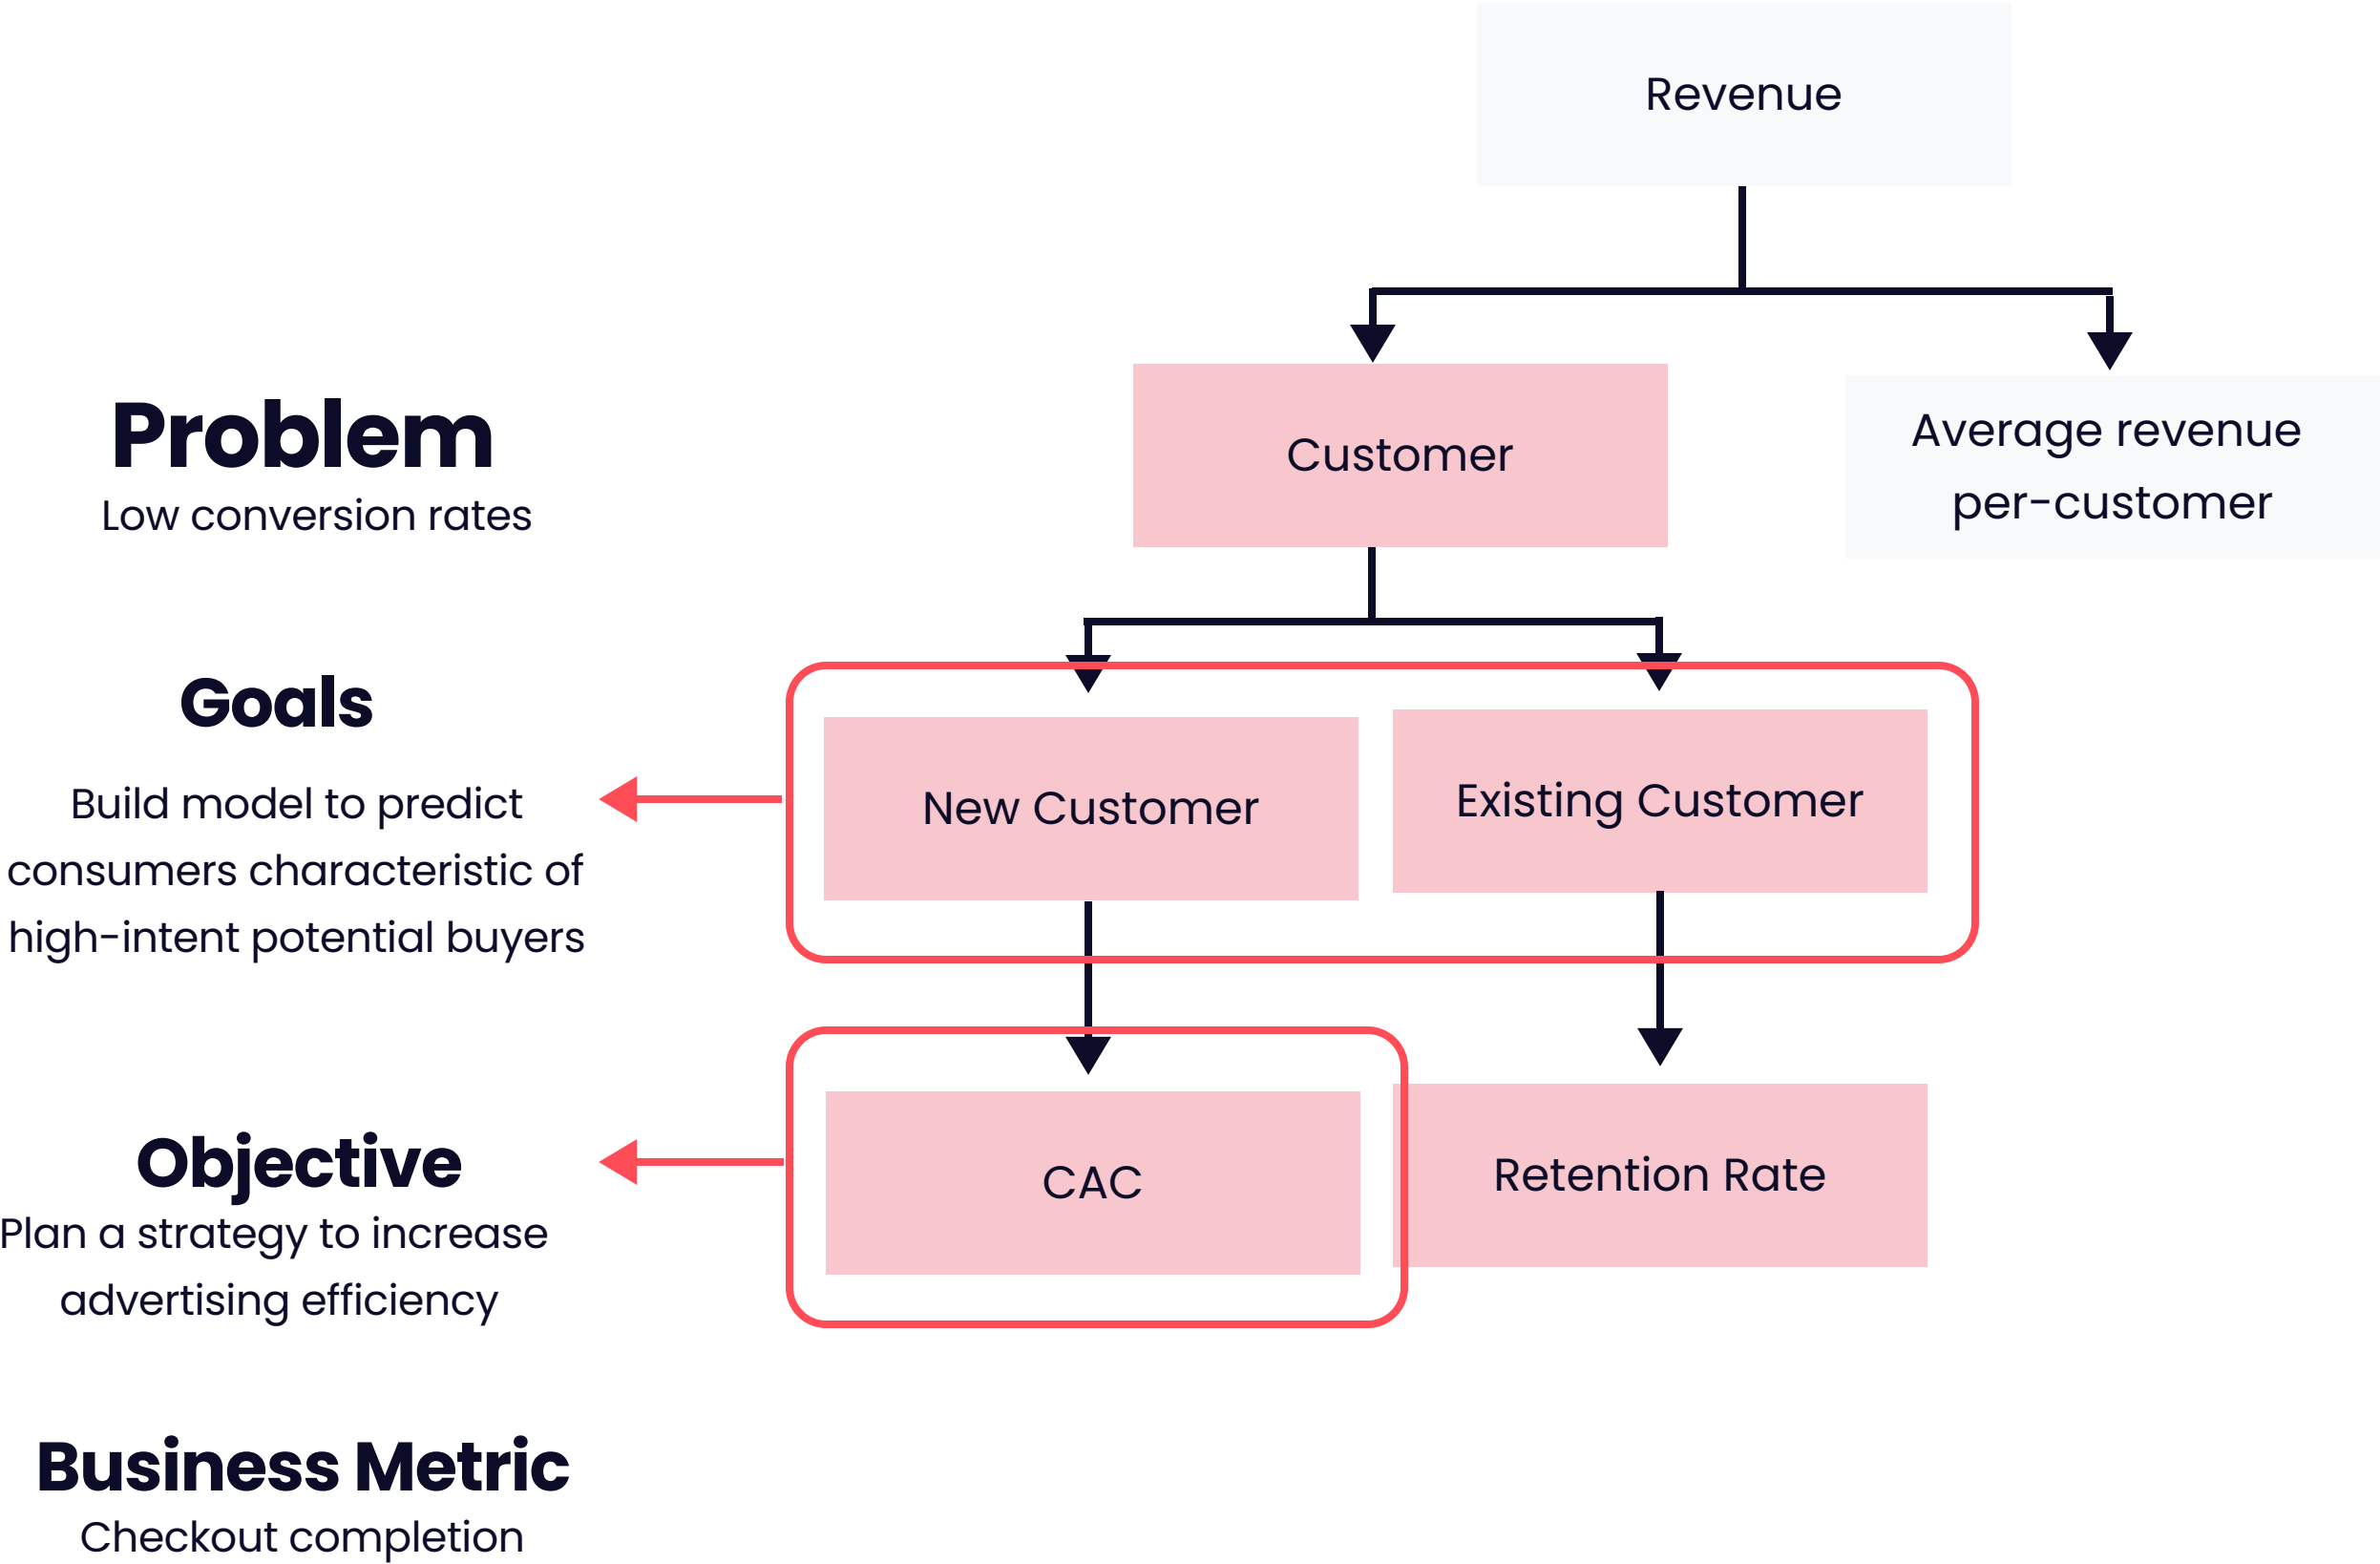 Revenue
Problem
Low conversion rates
Customer
Average revenue
per-customer
Goals
Build model to predict
consumers characteristic of
high-intent potential buyers
New Customer
Existing Customer
Objective
Plan a strategy to increase
advertising efficiency
CAC
Retention Rate
Business Metric
Checkout completion